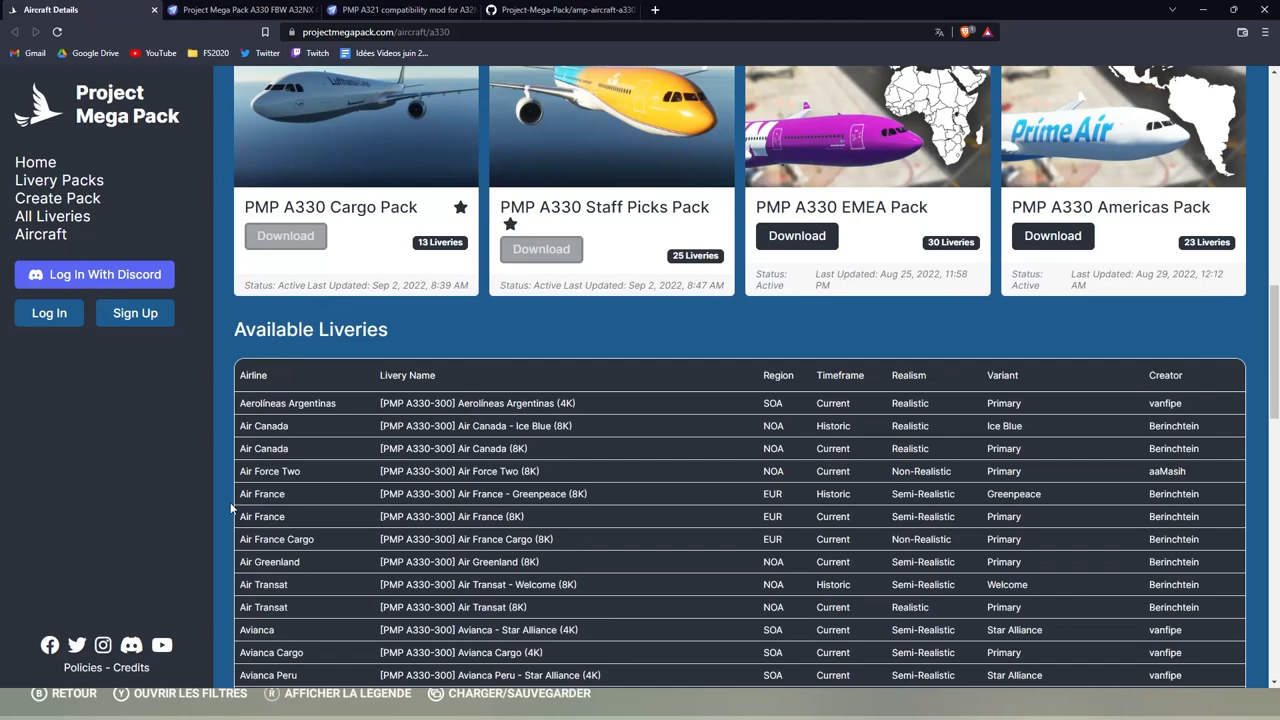 Aircraft Details
Project Mega Pack A330 FBW A32NX
PMP A321 compatibility mod for A32N
Project-Mega-Pack/amp-aircraft-a330
projectmegapack.com/aircraft/a330
Gmail
Google Drive
YouTube
FS2020
Twitter
Twitch
Idées Videos juin 2...
Project
Mega Pack
Home
Livery Packs
Create Pack
All Liveries
Aircraft
Log In With Discord
Log In
Sign Up
Policies - Credits
Lufthansa Cargo
Prime Air
PMP A330 Cargo Pack
Download
13 Liveries
Status: Active Last Updated: Sep 2, 2022, 8:39 AM
PMP A330 Staff Picks Pack
Download
25 Liveries
Status: Active Last Updated: Sep 2, 2022, 8:47 AM
PMP A330 EMEA Pack
Download
30 Liveries
Status: Active
Last Updated: Aug 25, 2022, 11:58 PM
PMP A330 Americas Pack
Download
23 Liveries
Status: Active
Last Updated: Aug 29, 2022, 12:12 AM
Available Liveries
Airline Livery Name Region Timeframe Realism Variant Creator
Aerolíneas Argentinas [PMP A330-300] Aerolíneas Argentinas (4K) SOA Current Realistic Primary vanfipe
Air Canada [PMP A330-300] Air Canada - Ice Blue (8K) NOA Historic Realistic Ice Blue Berinchtein
Air Canada [PMP A330-300] Air Canada (8K) NOA Current Realistic Primary Berinchtein
Air Force Two [PMP A330-300] Air Force Two (8K) NOA Current Non-Realistic Primary aaMasih
Air France [PMP A330-300] Air France - Greenpeace (8K) EUR Historic Semi-Realistic Greenpeace Berinchtein
Air France [PMP A330-300] Air France (8K) EUR Current Semi-Realistic Primary Berinchtein
Air France Cargo [PMP A330-300] Air France Cargo (8K) EUR Current Non-Realistic Primary Berinchtein
Air Greenland [PMP A330-300] Air Greenland (8K) NOA Current Semi-Realistic Primary Berinchtein
Air Transat [PMP A330-300] Air Transat - Welcome (8K) NOA Historic Semi-Realistic Welcome Berinchtein
Air Transat [PMP A330-300] Air Transat (8K) NOA Current Realistic Primary Berinchtein
Avianca [PMP A330-300] Avianca - Star Alliance (4K) SOA Current Semi-Realistic Star Alliance vanfipe
Avianca Cargo [PMP A330-300] Avianca Cargo (4K) SOA Current Semi-Realistic Primary vanfipe
Avianca Peru [PMP A330-300] Avianca Peru - Star Alliance (4K) SOA Current Semi-Realistic Star Alliance vanfipe
B RETOUR Y OUVRIR LES FILTRES R AFFICHER LA LEGENDE CHARGER/SAUVEGARDER